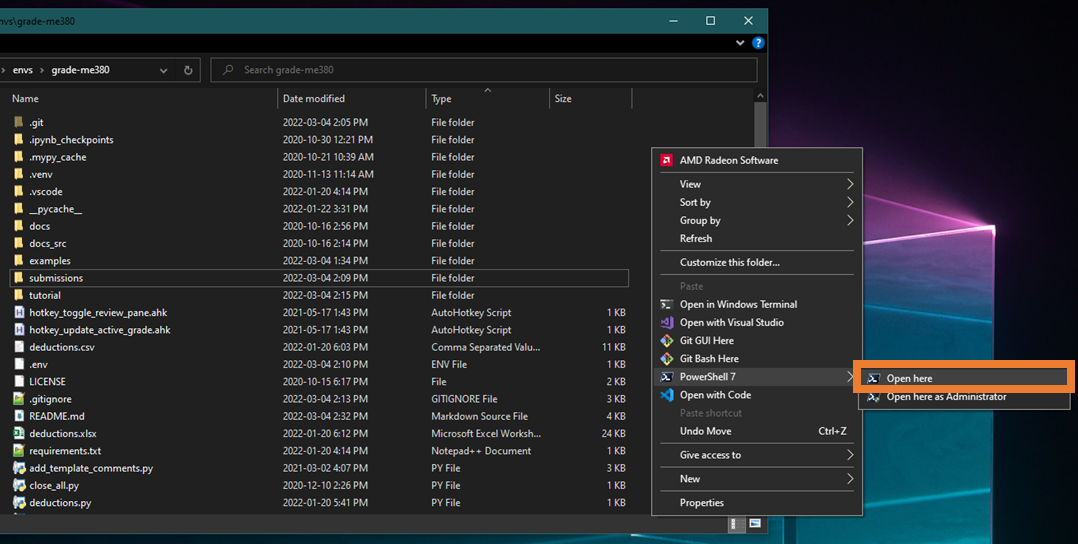 nvs\grade-me380
envs
grade-me380
Search grade-me380
Name Date modified Type Size
.git 2022-03-04 2:05 PM File folder
.ipynb_checkpoints 2020-10-30 12:21 PM File folder
.mypy_cache 2020-10-21 10:39 AM File folder
.venv 2020-11-13 11:14 AM File folder
.vscode 2022-01-20 4:14 PM File folder
__pycache__ 2022-01-22 3:31 PM File folder
docs 2020-10-16 2:56 PM File folder
docs_src 2020-10-16 2:14 PM File folder
examples 2022-03-04 1:34 PM File folder
submissions 2022-03-04 2:09 PM File folder
tutorial 2022-03-04 2:15 PM File folder
hotkey_toggle_review_pane.ahk 2021-05-17 1:43 PM AutoHotkey Script 1 KB
hotkey_update_active_grade.ahk 2021-05-17 1:43 PM AutoHotkey Script 1 KB
deductions.csv 2022-01-20 6:03 PM Comma Separated Valu... 11 KB
.env 2022-03-04 2:10 PM ENV File 1 KB
LICENSE 2020-10-15 6:17 PM File 2 KB
.gitignore 2022-03-04 2:33 PM GITIGNORE File 3 KB
README.md 2022-03-04 2:32 PM Markdown Source File 4 KB
deductions.xlsx 2022-01-20 6:12 PM Microsoft Excel Worksh... 24 KB
requirements.txt 2022-01-20 4:14 PM Notepad++ Document 1 KB
add_template_comments.py 2021-03-02 4:07 PM PY File 3 KB
close_all.py 2020-12-10 2:26 PM PY File 1 KB
deductions.py 2022-01-20 5:41 PM PY File 1 KB
AMD Radeon Software
View
Sort by
Group by
Refresh
Customize this folder...
Paste
Open in Windows Terminal
Open with Visual Studio
Git GUI Here
Git Bash Here
PowerShell 7
Open with Code
Paste shortcut
Undo Move Ctrl+Z
Give access to
New
Properties
Open here
Open here as Administrator